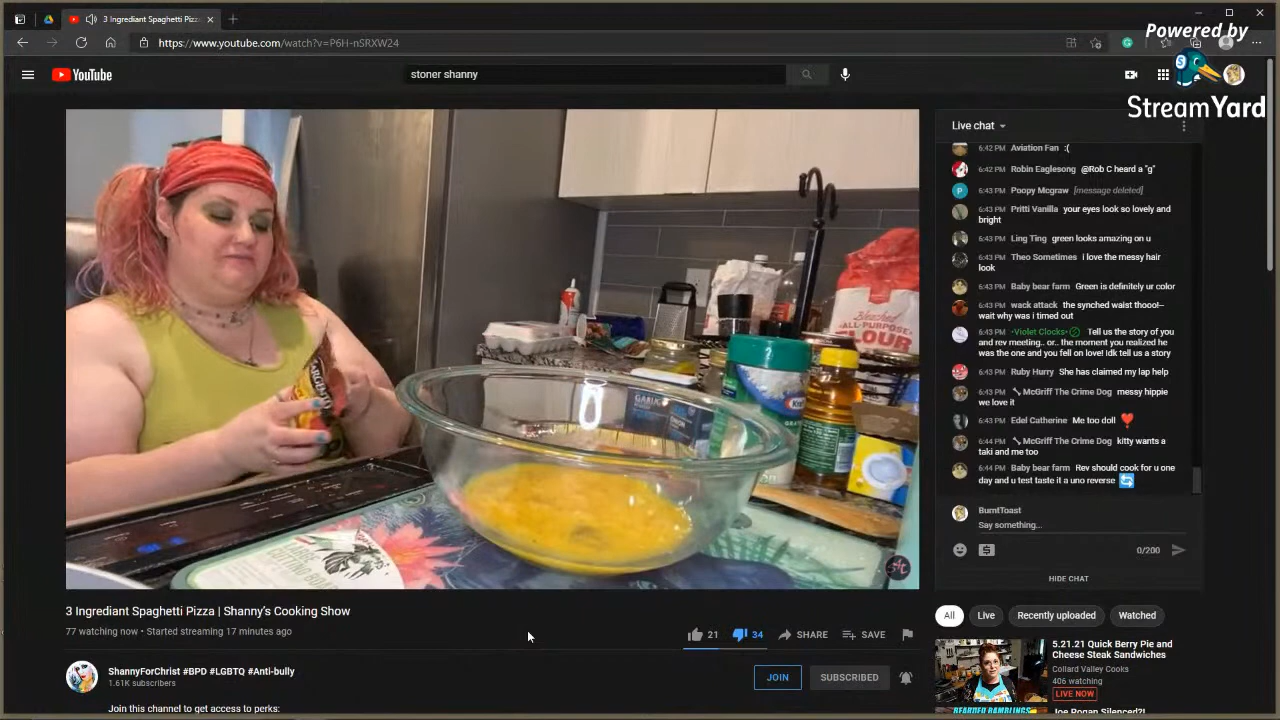 3 Ingrediant Spaghetti Pizza
https://www.youtube.com/watch?v=P6H-nSRXW24
Powered by
StreamYard
YouTube
stoner shanny
Live chat
6:42 PM Aviation Fan :(
6:42 PM Robin Eaglesong @Rob C heard a "g"
6:43 PM Poopy Mcgraw [message deleted]
6:43 PM Pritti Vanilla your eyes look so lovely and
bright
6:43 PM Ling Ting green looks amazing on u
6:43 PM Theo Sometimes i love the messy hair
look
6:43 PM Baby bear farm Green is definitely ur color
6:43 PM wack attack the synched waist thooo!--
wait why was i timed out
6:43 PM •Violet Clocks• Tell us the story of you
and rev meeting.. or.. the moment you realized he
was the one and you fell on love! Idk tell us a story
6:43 PM Ruby Hurry She has claimed my lap help
6:43 PM McGriff The Crime Dog messy hippie
we love it
6:43 PM Edel Catherine Me too doll
6:44 PM McGriff The Crime Dog kitty wants a
taki and me too
6:44 PM Baby bear farm Rev should cook for u one
day and u test taste it a uno reverse
BurntToast
Say something...
0/200
HIDE CHAT
Bleached
ALL-PURPOSE
FLOUR
GARLIC
Kraft
3 Ingrediant Spaghetti Pizza | Shanny's Cooking Show
77 watching now • Started streaming 17 minutes ago
21
34
SHARE
SAVE
ShannyForChrist #BPD #LGBTQ #Anti-bully
1.61K subscribers
JOIN
SUBSCRIBED
Join this channel to get access to perks:
All
Live
Recently uploaded
Watched
5.21.21 Quick Berry Pie and
Cheese Steak Sandwiches
Collard Valley Cooks
406 watching
LIVE NOW
BEARDED RAMBLINGS
Joe Rogan Silenced?!